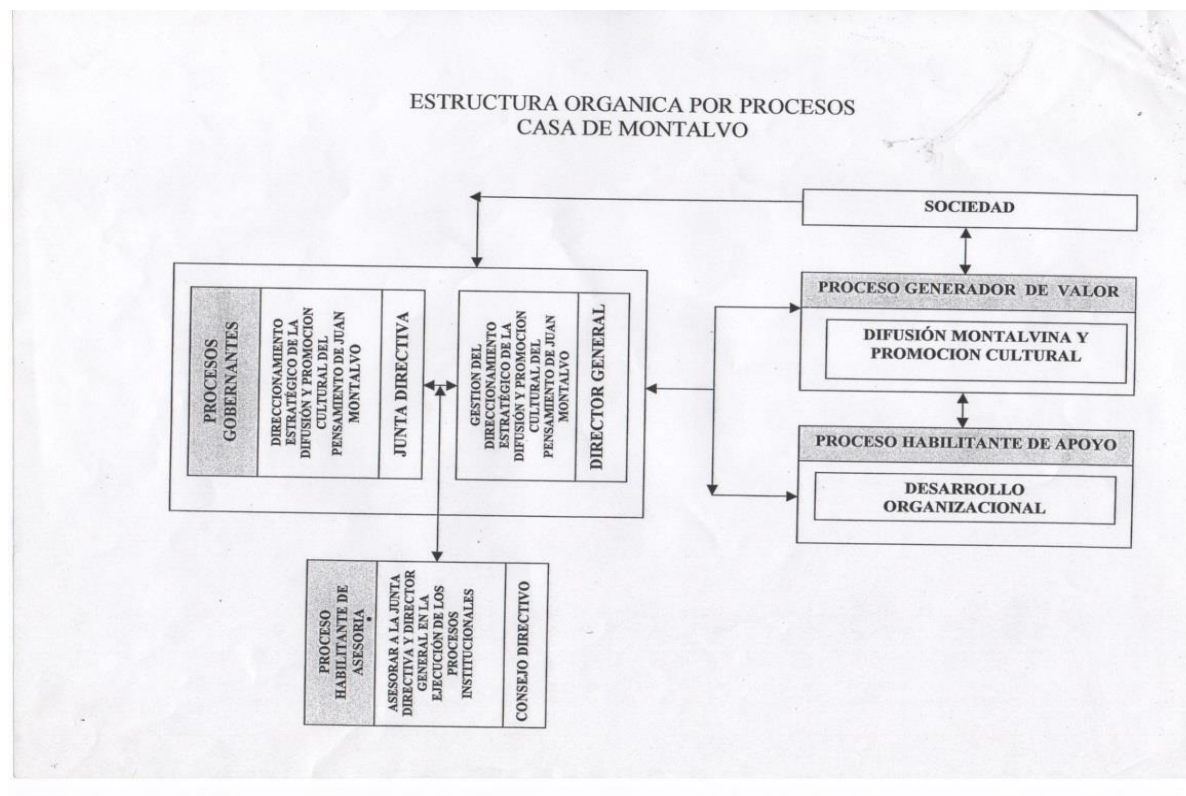 ESTRUCTURA ORGANICA POR PROCESOS
CASA DE MONTALVO
SOCIEDAD
PROCESO GENERADOR DE VALOR
DIFUSIÓN MONTALVINA Y
PROMOCION CULTURAL
PROCESO HABILITANTE DE APOYO
DESARROLLO
ORGANIZACIONAL
PROCESOS
GOBERNANTES
DIRECCIONAMIENTO
ESTRATÉGICO DE LA
DIFUSIÓN Y PROMOCION
CULTURAL DEL
PENSAMIENTO DE JUAN
MONTALVO
JUNTA DIRECTIVA
GESTION DEL
DIRECCIONAMIENTO
ESTRATÉGICO DE LA
DIFUSIÓN Y PROMOCION
CULTURAL DEL
PENSAMIENTO DE JUAN
MONTALVO
DIRECTOR GENERAL
PROCESO
HABILITANTE DE
ASESORIA
ASESORAR A LA JUNTA
DIRECTIVA Y DIRECTOR
GENERAL EN LA
EJECUCIÓN DE LOS
PROCESOS
INSTITUCIONALES
CONSEJO DIRECTIVO